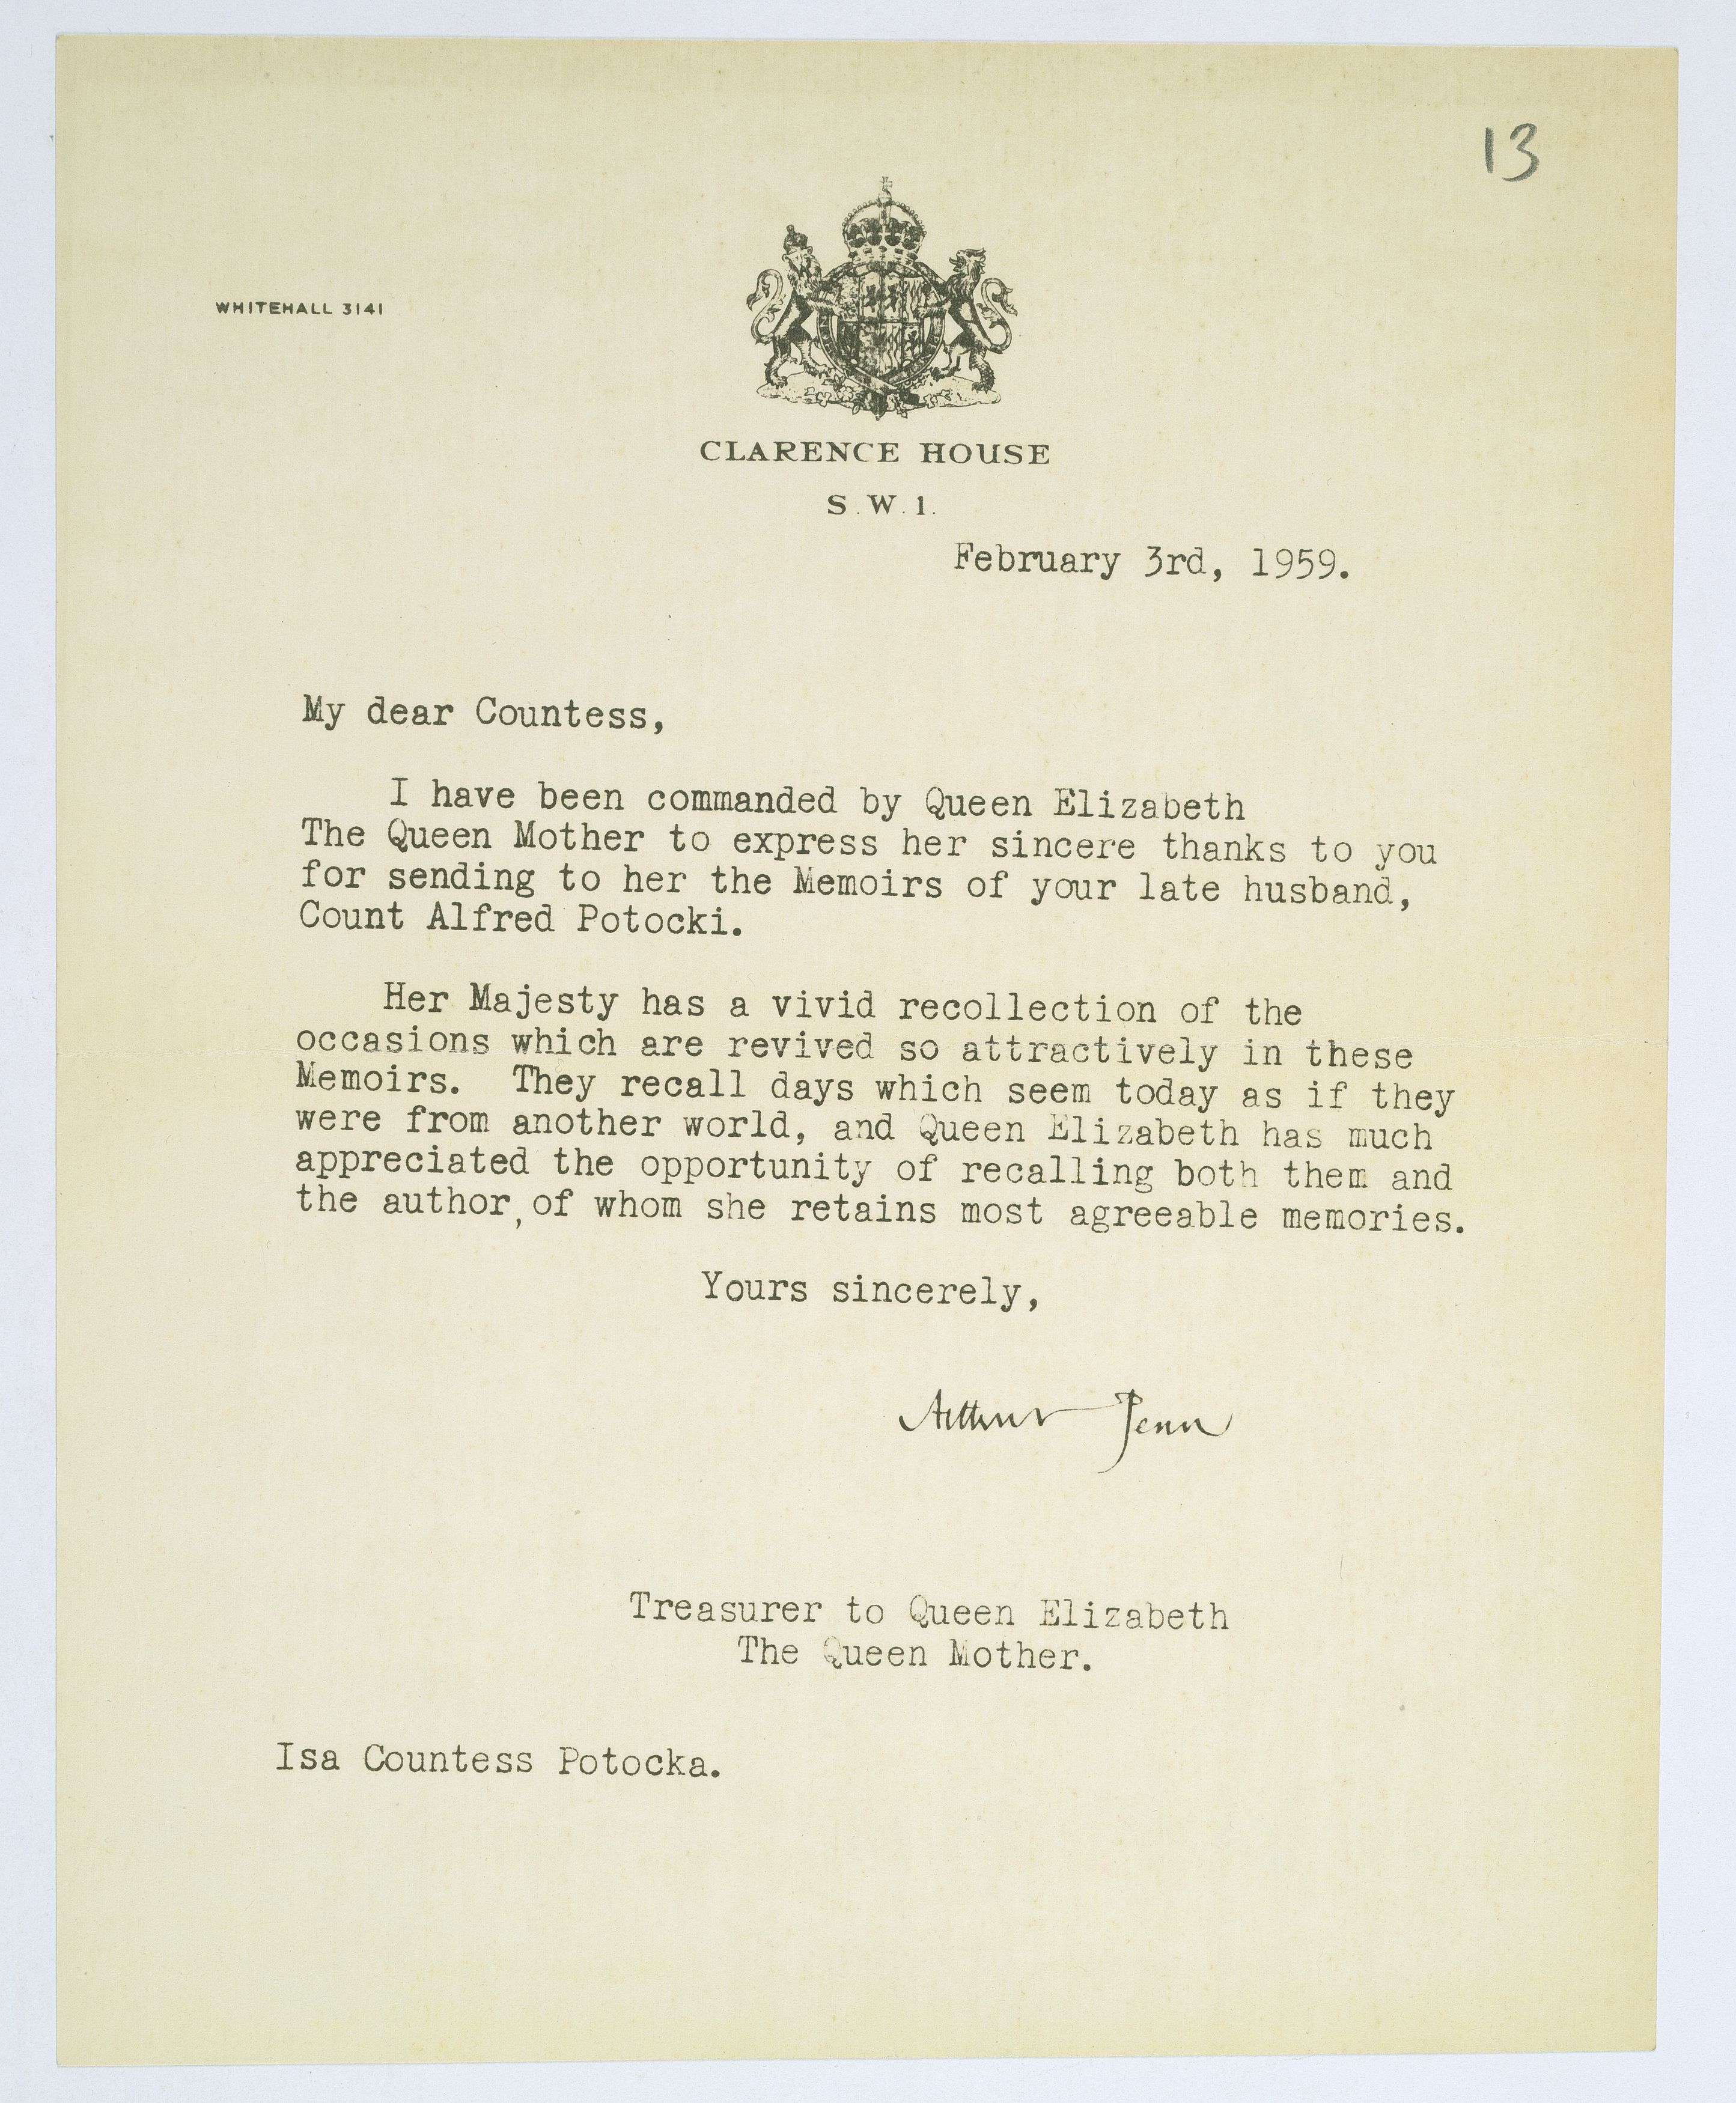 13
WHITEHALL 3141
CLARENCE HOUSE
S.W.1.
February 3rd, 1959.
My dear Countess,
I have been commanded by Queen Elizabeth
The Queen Mother to express her sincere thanks to you
for sending to her the Memoirs of your late husband,
Count Alfred Potocki.
Her Majesty has a vivid recollection of the
occasions which are revived so attractively in these
Memoirs. They recall days which seem today as if they
were from another world, and Queen Elizabeth has much
appreciated the opportunity of recalling both them and
the author, of whom she retains most agreeable memories.
Yours sincerely,
Arthur Penn
Treasurer to Queen Elizabeth
The Queen Mother.
Isa Countess Potocka.